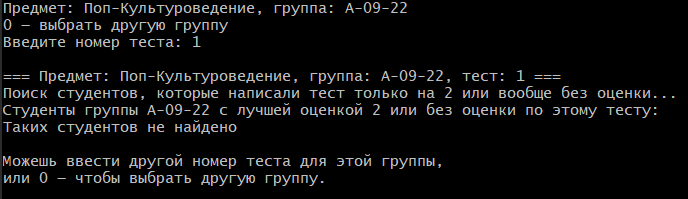 Предмет: Поп-Культуроведение, группа: А-09-22
0 — выбрать другую группу
Введите номер теста: 1
=== Предмет: Поп-Культуроведение, группа: А-09-22, тест: 1 ===
Поиск студентов, которые написали тест только на 2 или вообще без оценки...
Студенты группы А-09-22 с лучшей оценкой 2 или без оценки по этому тесту:
Таких студентов не найдено
Можешь ввести другой номер теста для этой группы,
или 0 — чтобы выбрать другую группу.